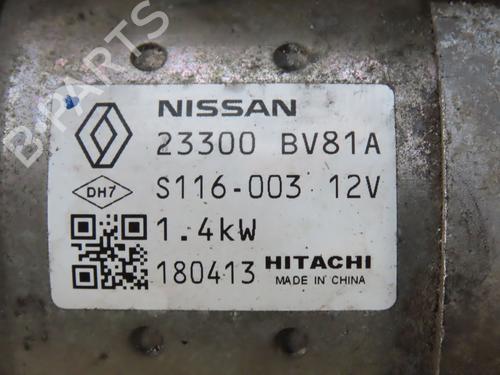 B-PARTS
NISSAN
23300 BV81A
DH7
S116-003 12V
1.4kW
180413 HITACHI
MADE IN CHINA